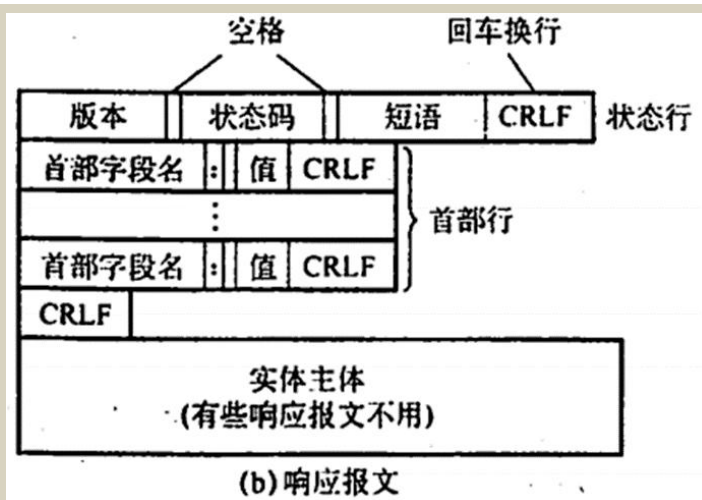 空格 回车换行
版本 状态码 短语 CRLF 状态行
首部字段名 : 值 CRLF
⋮ 首部行
首部字段名 : 值 CRLF
CRLF
实体主体
(有些响应报文不用)
(b)响应报文